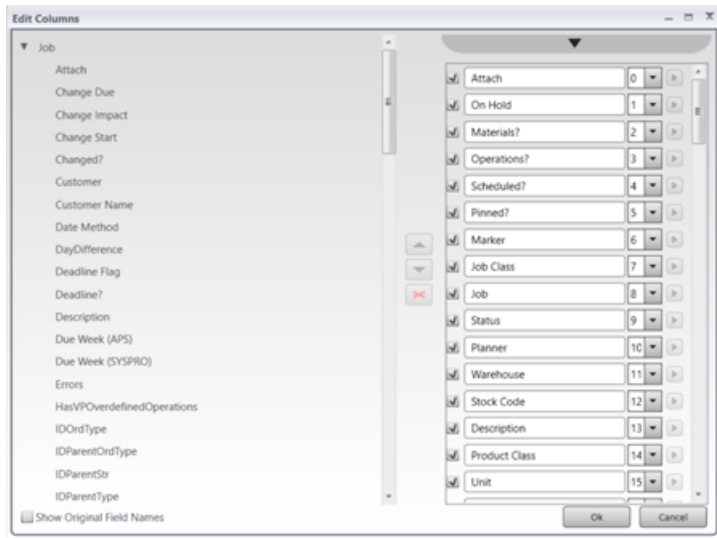 Edit Columns
Job
Attach
Change Due
Change Impact
Change Start
Changed?
Customer
Customer Name
Date Method
DayDifference
Deadline Flag
Deadline?
Description
Due Week (APS)
Due Week (SYSPRO)
Errors
HasVPOverdefinedOperations
IDOrdType
IDParentOrdType
IDParentStr
IDParentType
Show Original Field Names
Attach 0
On Hold 1
Materials? 2
Operations? 3
Scheduled? 4
Pinned? 5
Marker 6
Job Class 7
Job 8
Status 9
Planner 10
Warehouse 11
Stock Code 12
Description 13
Product Class 14
Unit 15
Ok Cancel